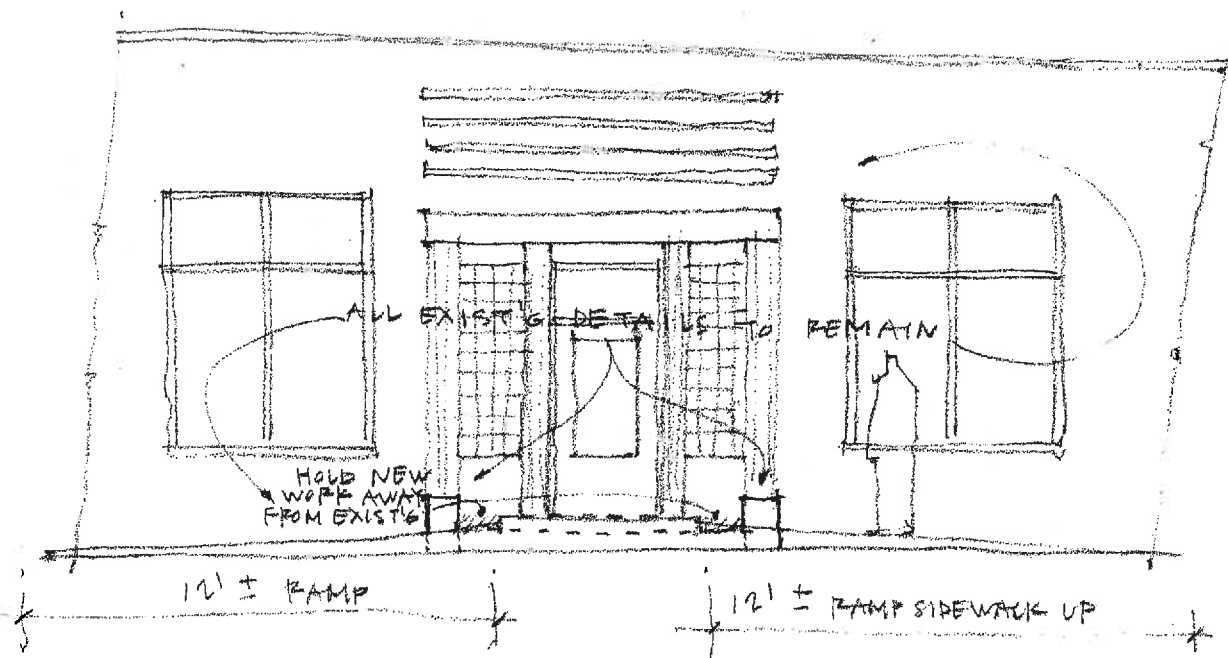 ALL EXIST'G DETAILS TO REMAIN
HOLD NEW
WORK AWAY
FROM EXIST'G
12' ± RAMP
12' ± RAMP SIDEWALK UP